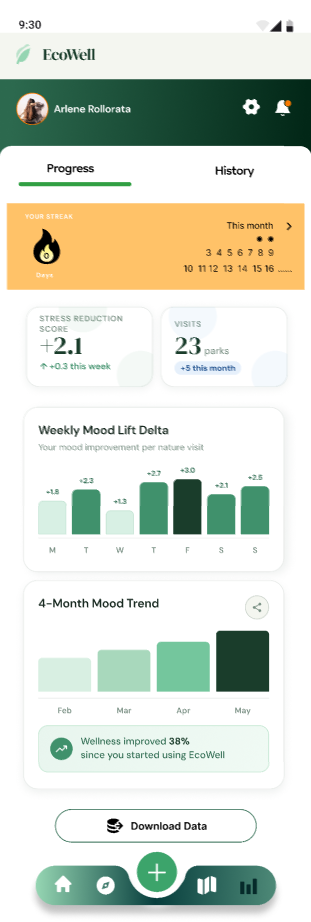 9:30
EcoWell
Arlene Rollorata
Progress
History
YOUR STREAK
0
Days
This month
3 4 5 6 7 8 9
10 11 12 13 14 15 16 ......
STRESS REDUCTION
SCORE
+2.1
↑ +0.3 this week
VISITS
23 parks
+5 this month
Weekly Mood Lift Delta
Your mood improvement per nature visit
+1.8 +2.3 +1.3 +2.7 +3.0 +2.1 +2.5
M T W T F S S
4-Month Mood Trend
Feb Mar Apr May
Wellness improved 38%
since you started using EcoWell
Download Data